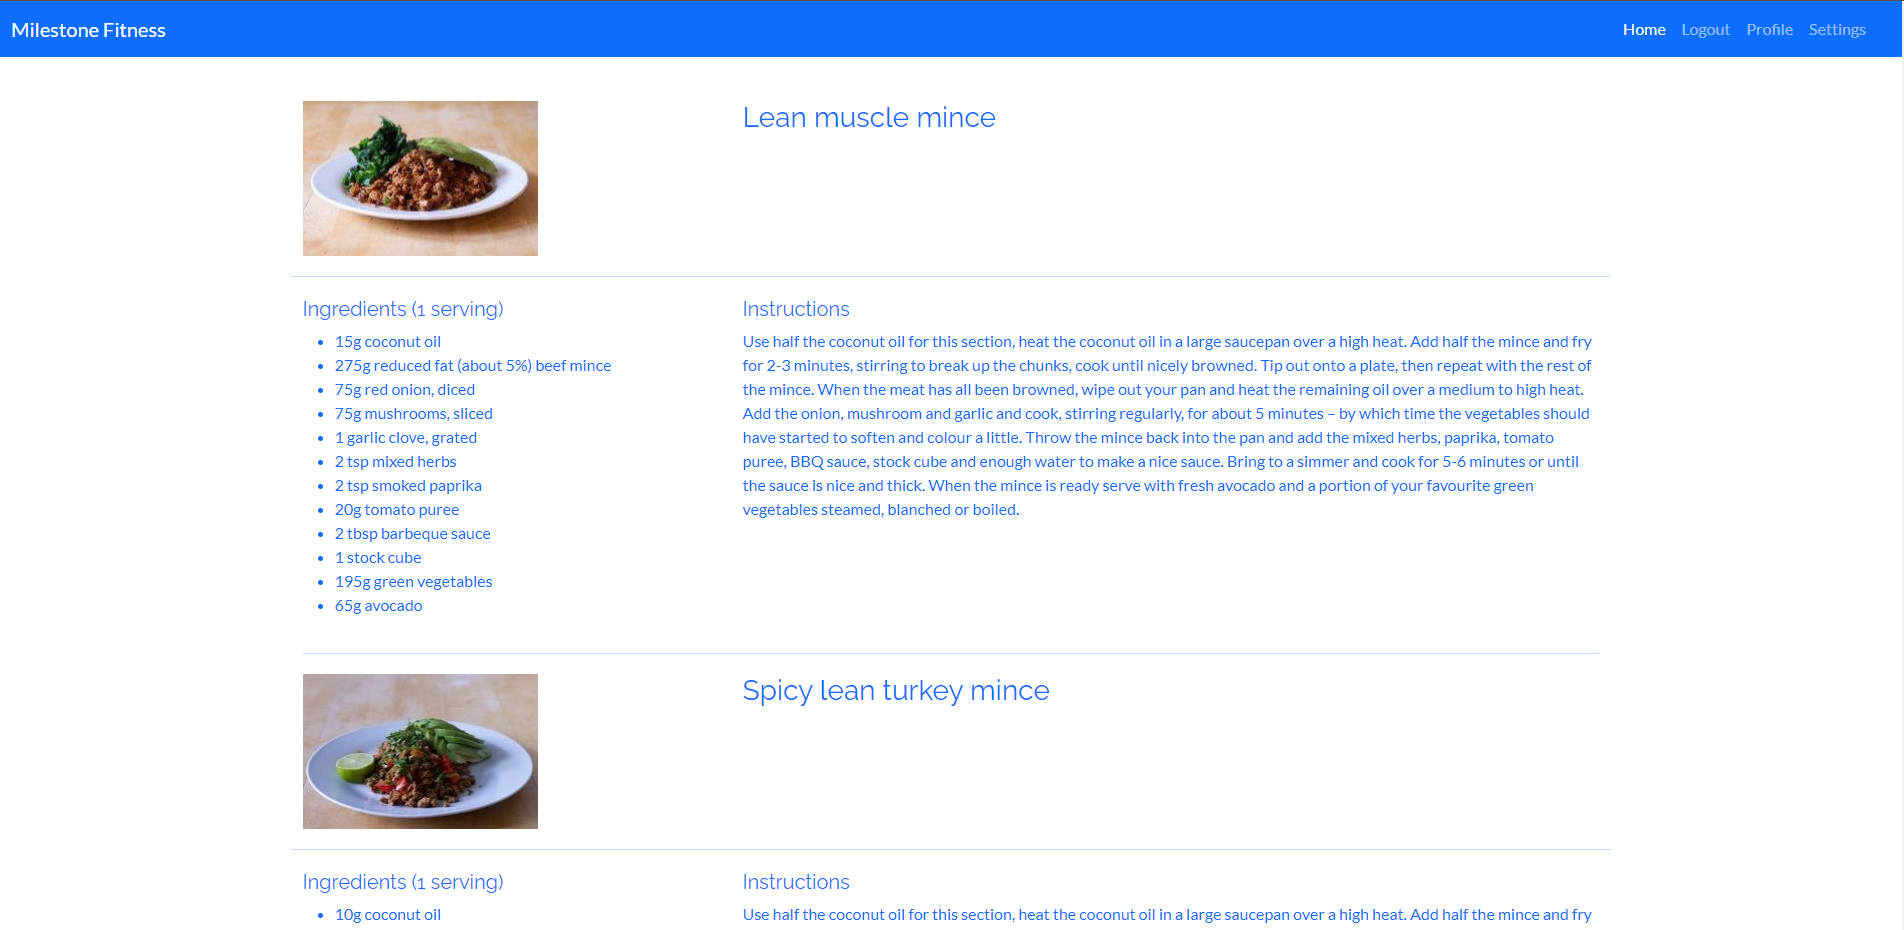 Milestone Fitness
Home Logout Profile Settings
Lean muscle mince
Ingredients (1 serving)
15g coconut oil
275g reduced fat (about 5%) beef mince
75g red onion, diced
75g mushrooms, sliced
1 garlic clove, grated
2 tsp mixed herbs
2 tsp smoked paprika
20g tomato puree
2 tbsp barbeque sauce
1 stock cube
195g green vegetables
65g avocado
Instructions
Use half the coconut oil for this section, heat the coconut oil in a large saucepan over a high heat. Add half the mince and fry
for 2-3 minutes, stirring to break up the chunks, cook until nicely browned. Tip out onto a plate, then repeat with the rest of
the mince. When the meat has all been browned, wipe out your pan and heat the remaining oil over a medium to high heat.
Add the onion, mushroom and garlic and cook, stirring regularly, for about 5 minutes – by which time the vegetables should
have started to soften and colour a little. Throw the mince back into the pan and add the mixed herbs, paprika, tomato
puree, BBQ sauce, stock cube and enough water to make a nice sauce. Bring to a simmer and cook for 5-6 minutes or until
the sauce is nice and thick. When the mince is ready serve with fresh avocado and a portion of your favourite green
vegetables steamed, blanched or boiled.
Spicy lean turkey mince
Ingredients (1 serving)
10g coconut oil
Instructions
Use half the coconut oil for this section, heat the coconut oil in a large saucepan over a high heat. Add half the mince and fry